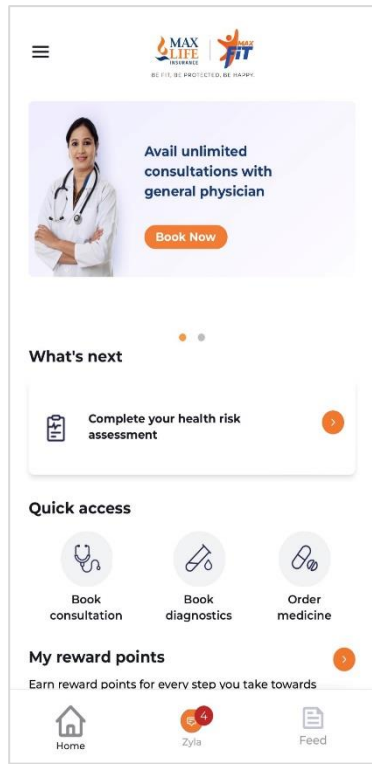 MAX
LIFE
INSURANCE
MAX
FiT
BE FIT, BE PROTECTED, BE HAPPY.
Avail unlimited
consultations with
general physician
Book Now
What's next
Complete your health risk
assessment
Quick access
Book
consultation
Book
diagnostics
Order
medicine
My reward points
Earn reward points for every step you take towards
Home
4
Zyla
Feed